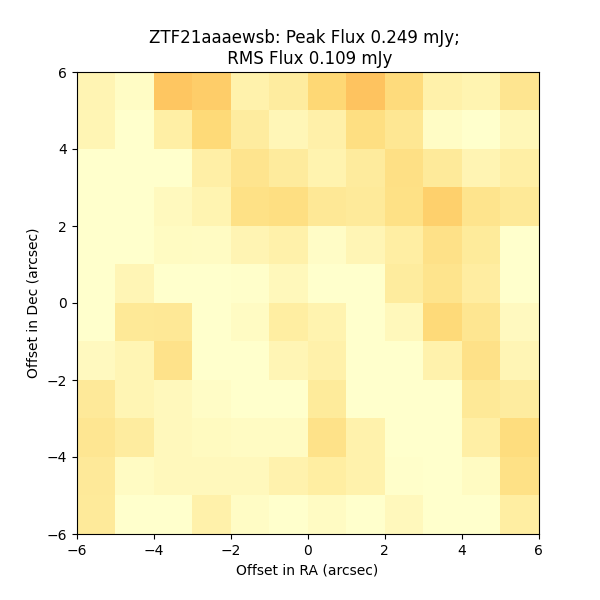 ZTF21aaaewsb: Peak Flux 0.249 mJy;
RMS Flux 0.109 mJy
6
4
2
0
−2
−4
−6
Offset in Dec (arcsec)
−6 −4 −2 0 2 4 6
Offset in RA (arcsec)